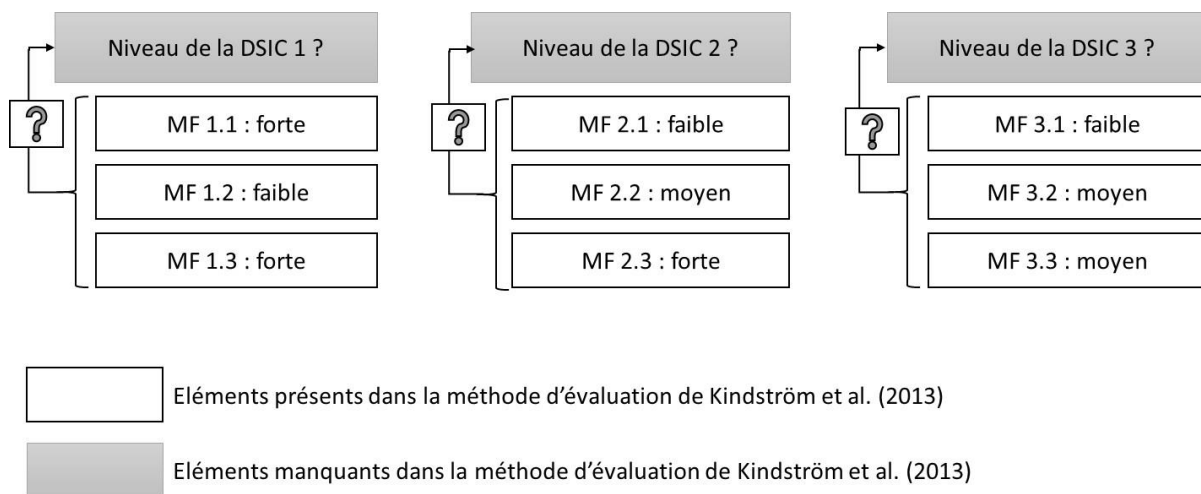 Niveau de la DSIC 1 ?
?
MF 1.1 : forte
MF 1.2 : faible
MF 1.3 : forte
Niveau de la DSIC 2 ?
?
MF 2.1 : faible
MF 2.2 : moyen
MF 2.3 : forte
Niveau de la DSIC 3 ?
?
MF 3.1 : faible
MF 3.2 : moyen
MF 3.3 : moyen
Eléments présents dans la méthode d’évaluation de Kindström et al. (2013)
Eléments manquants dans la méthode d’évaluation de Kindström et al. (2013)